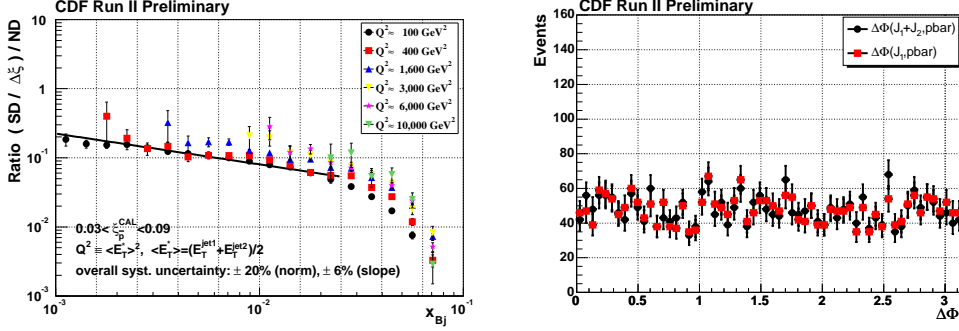 CDF Run II Preliminary
Ratio ( SD / Δξ ) / ND
10
1
10⁻¹
10⁻²
10⁻³
Q² ≈ 100 GeV²
Q² ≈ 400 GeV²
Q² ≈ 1,600 GeV²
Q² ≈ 3,000 GeV²
Q² ≈ 6,000 GeV²
Q² ≈ 10,000 GeV²
0.03< ξ_p̄^CAL <0.09
Q² ≡ <E_T>², <E_T^*>=(E_T^jet1+E_T^jet2)/2
overall syst. uncertainty: ± 20% (norm), ± 6% (slope)
10⁻³ 10⁻² 10⁻¹
x_Bj
CDF Run II Preliminary
Events
160
140
120
100
80
60
40
20
0
ΔΦ(J₁+J₂,pbar)
ΔΦ(J₁,pbar)
0 0.5 1 1.5 2 2.5 3
ΔΦ